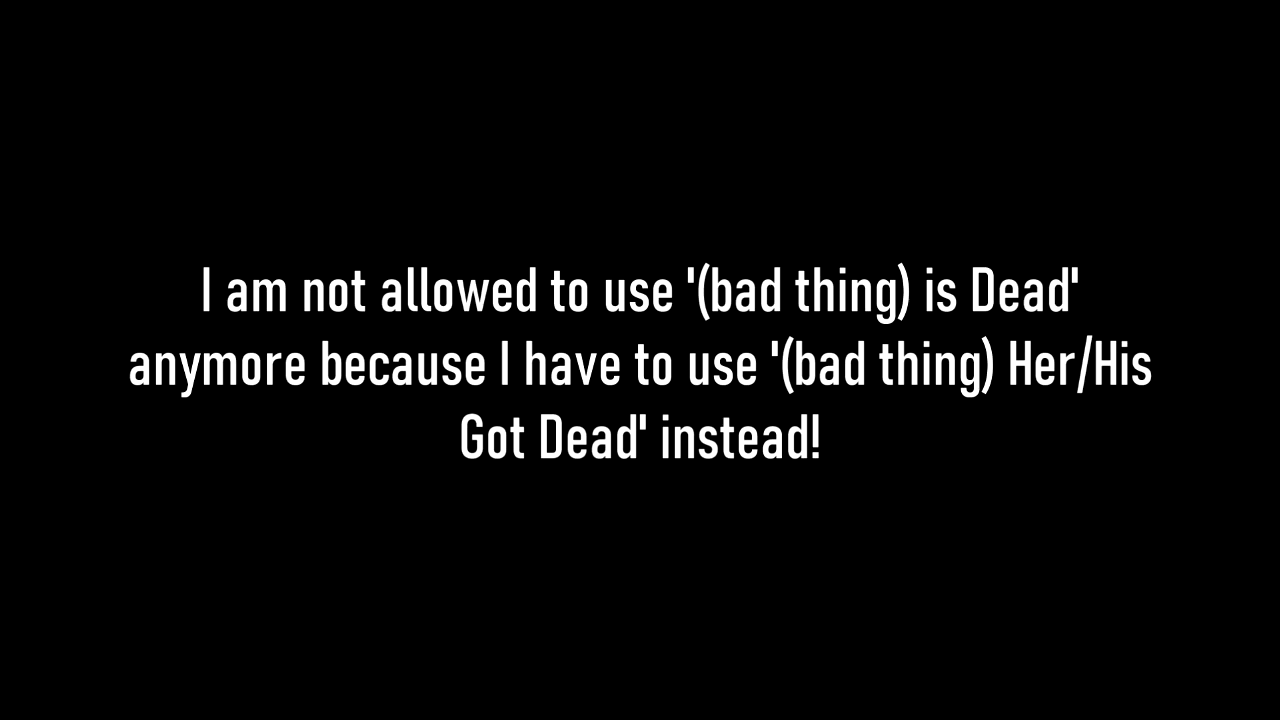 I am not allowed to use '(bad thing) is Dead'
anymore because I have to use '(bad thing) Her/His
Got Dead' instead!